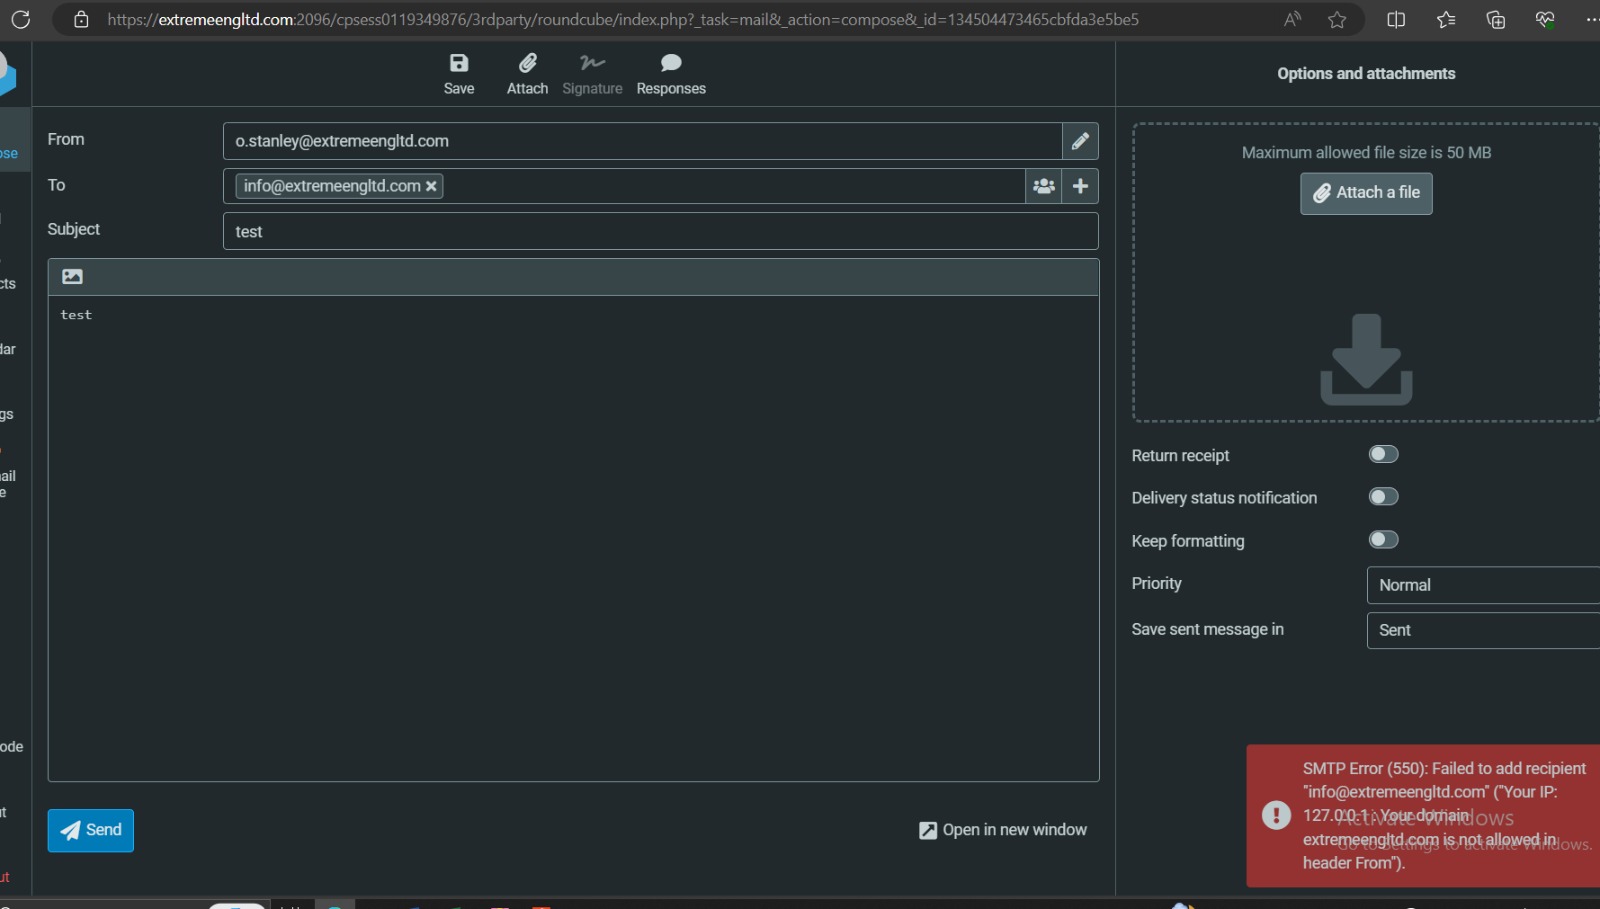 https://extremeengltd.com:2096/cpsess0119349876/3rdparty/roundcube/index.php?_task=mail&_action=compose&_id=134504473465cbfda3e5be5
Save
Attach
Signature
Responses
Options and attachments
ose
cts
dar
gs
ail
e
ode
ut
From
o.stanley@extremeengltd.com
To
info@extremeengltd.com
Subject
test
test
Send
Open in new window
Maximum allowed file size is 50 MB
Attach a file
Return receipt
Delivery status notification
Keep formatting
Priority
Normal
Save sent message in
Sent
SMTP Error (550): Failed to add recipient
"info@extremeengltd.com" ("Your IP:
127.0.0.1 : Your domain
extremeengltd.com is not allowed in
header From").
Activate Windows
Go to Settings to activate Windows.